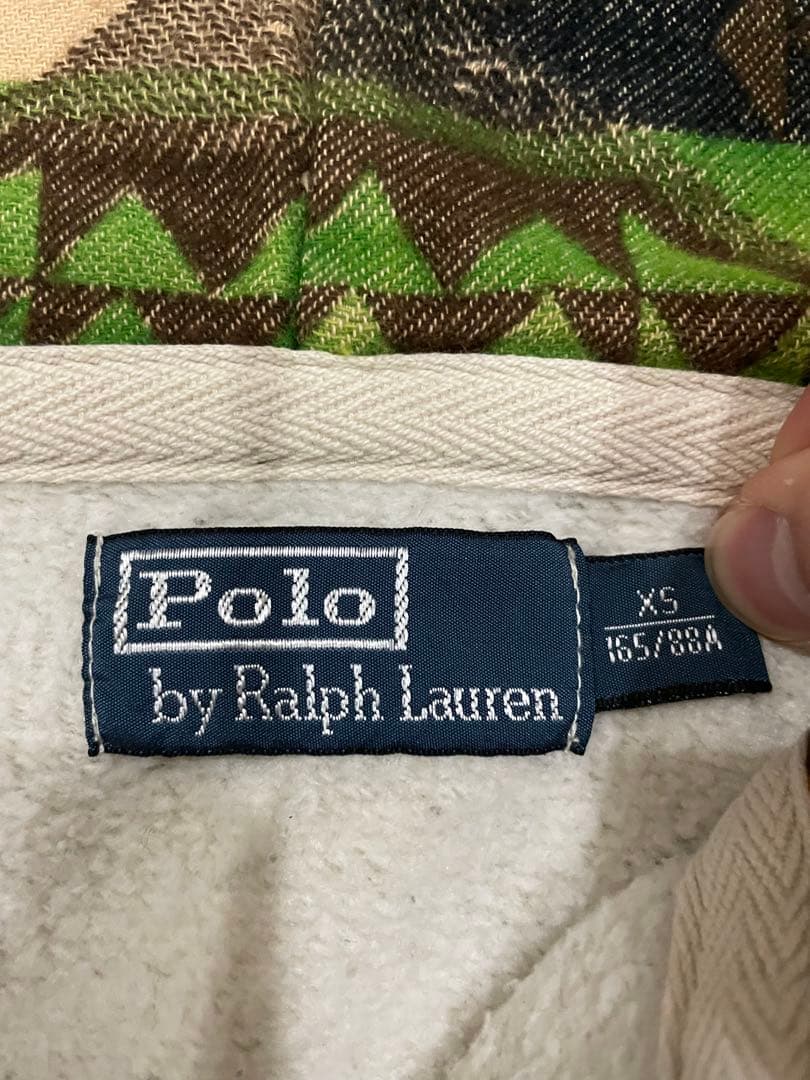 Polo
by Ralph Lauren
XS
165/88A